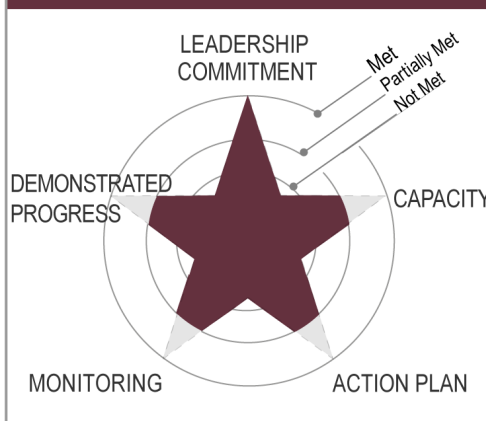 LEADERSHIP
COMMITMENT
Met
Partially Met
Not Met
DEMONSTRATED
PROGRESS
CAPACITY
MONITORING
ACTION PLAN